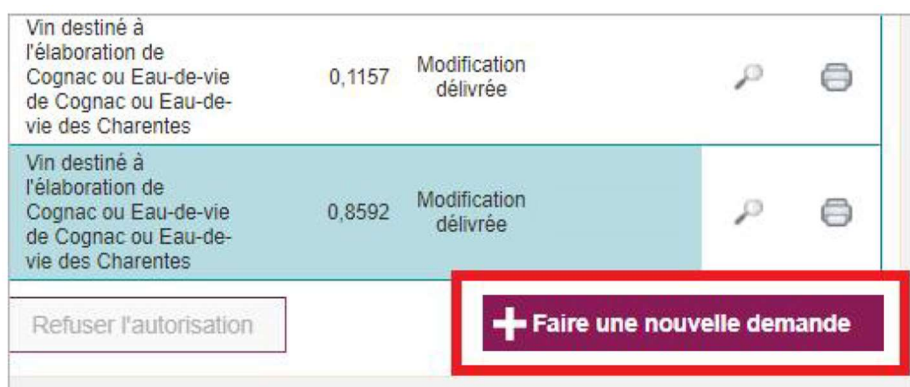 Vin destiné à
l'élaboration de
Cognac ou Eau-de-vie
de Cognac ou Eau-de-
vie des Charentes
0,1157
Modification
délivrée
Vin destiné à
l'élaboration de
Cognac ou Eau-de-vie
de Cognac ou Eau-de-
vie des Charentes
0,8592
Modification
délivrée
Refuser l'autorisation
Faire une nouvelle demande